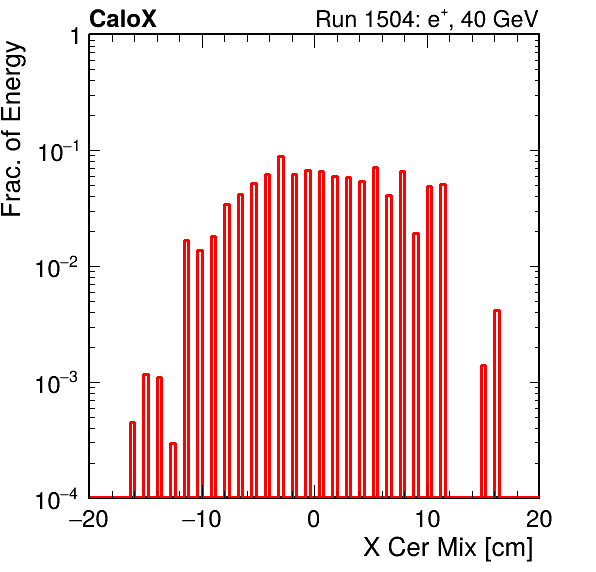 CaloX Run 1504: e⁺, 40 GeV
Frac. of Energy
1
10⁻¹
10⁻²
10⁻³
10⁻⁴
−20 −10 0 10 20
X Cer Mix [cm]